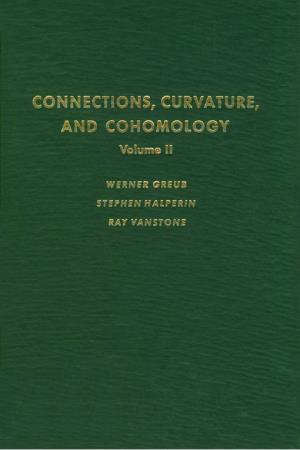 CONNECTIONS, CURVATURE,
AND COHOMOLOGY
Volume II
WERNER GREUB
STEPHEN HALPERIN
RAY VANSTONE